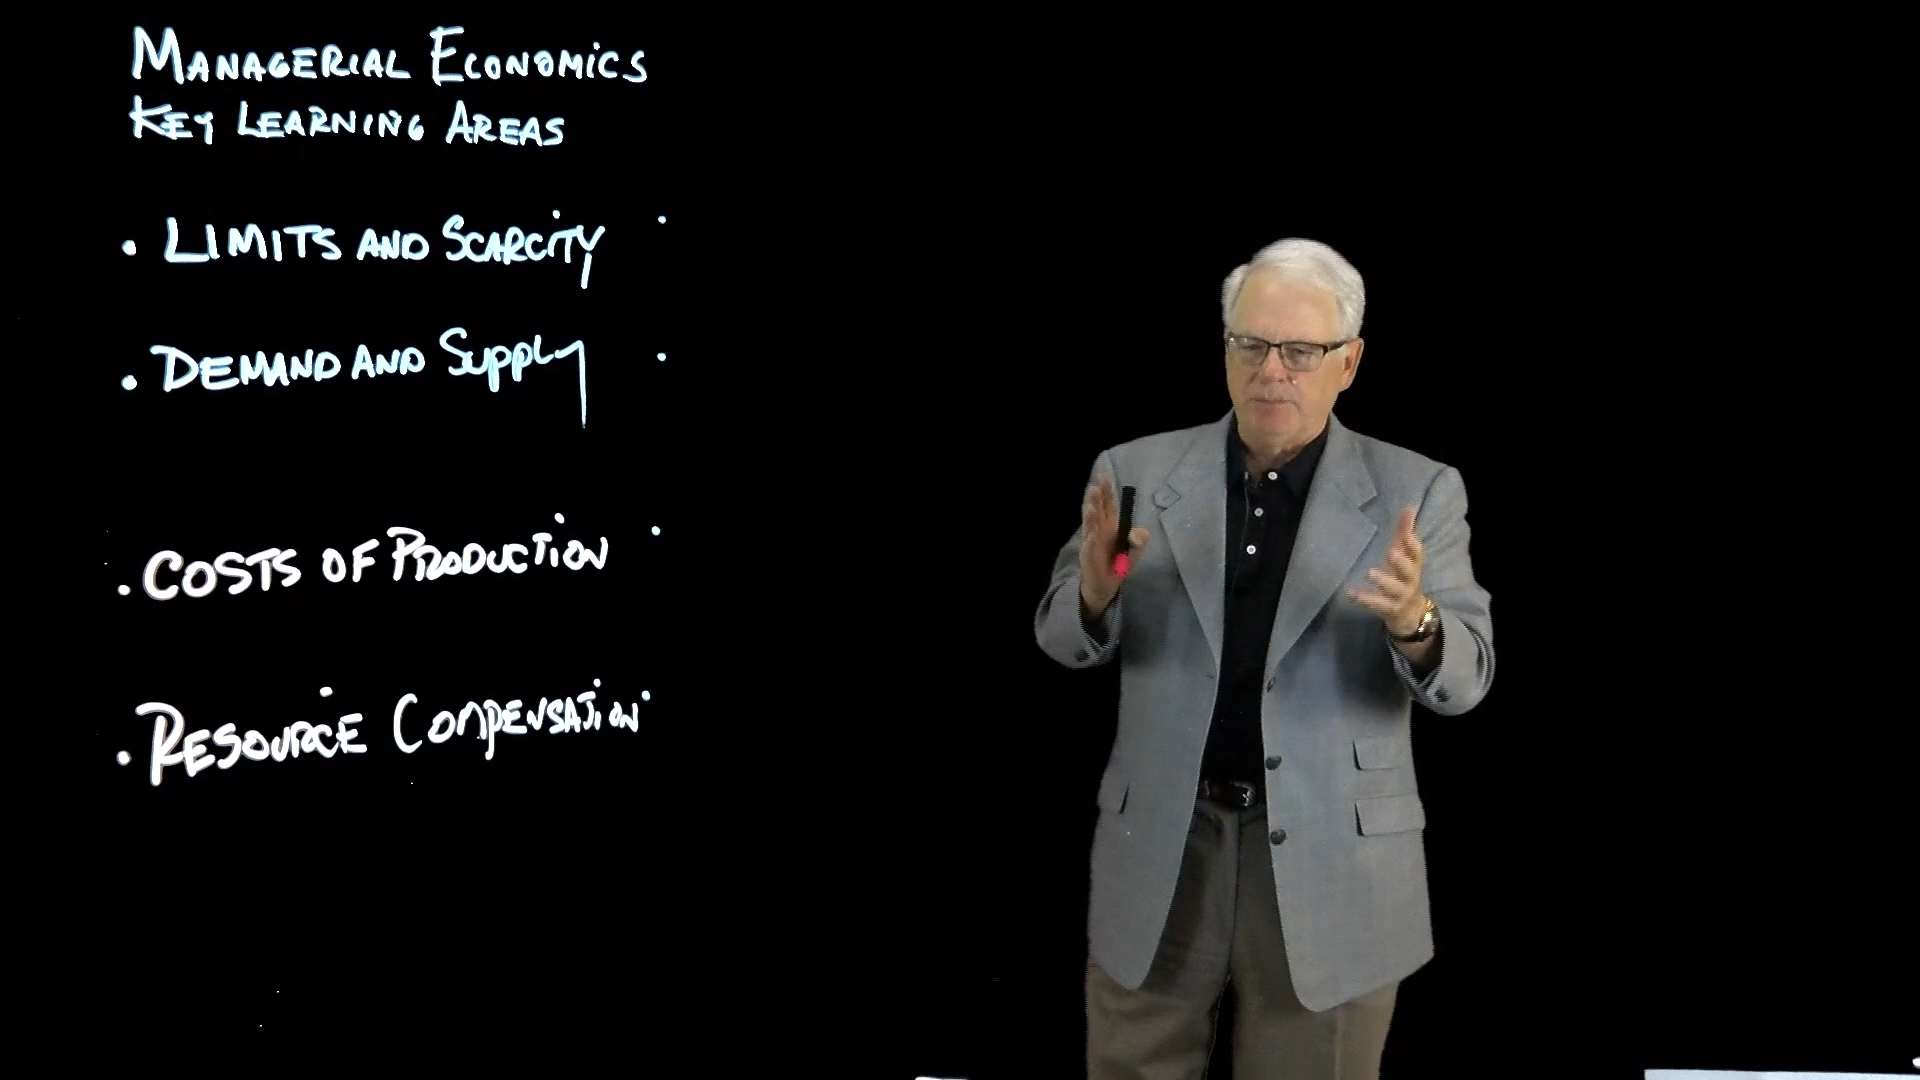 MANAGERIAL ECONOMICS
KEY LEARNING AREAS
• LIMITS AND SCARCITY
• DEMAND AND SUPPLY
• COSTS OF PRODUCTION
• RESOURCE COMPENSATION